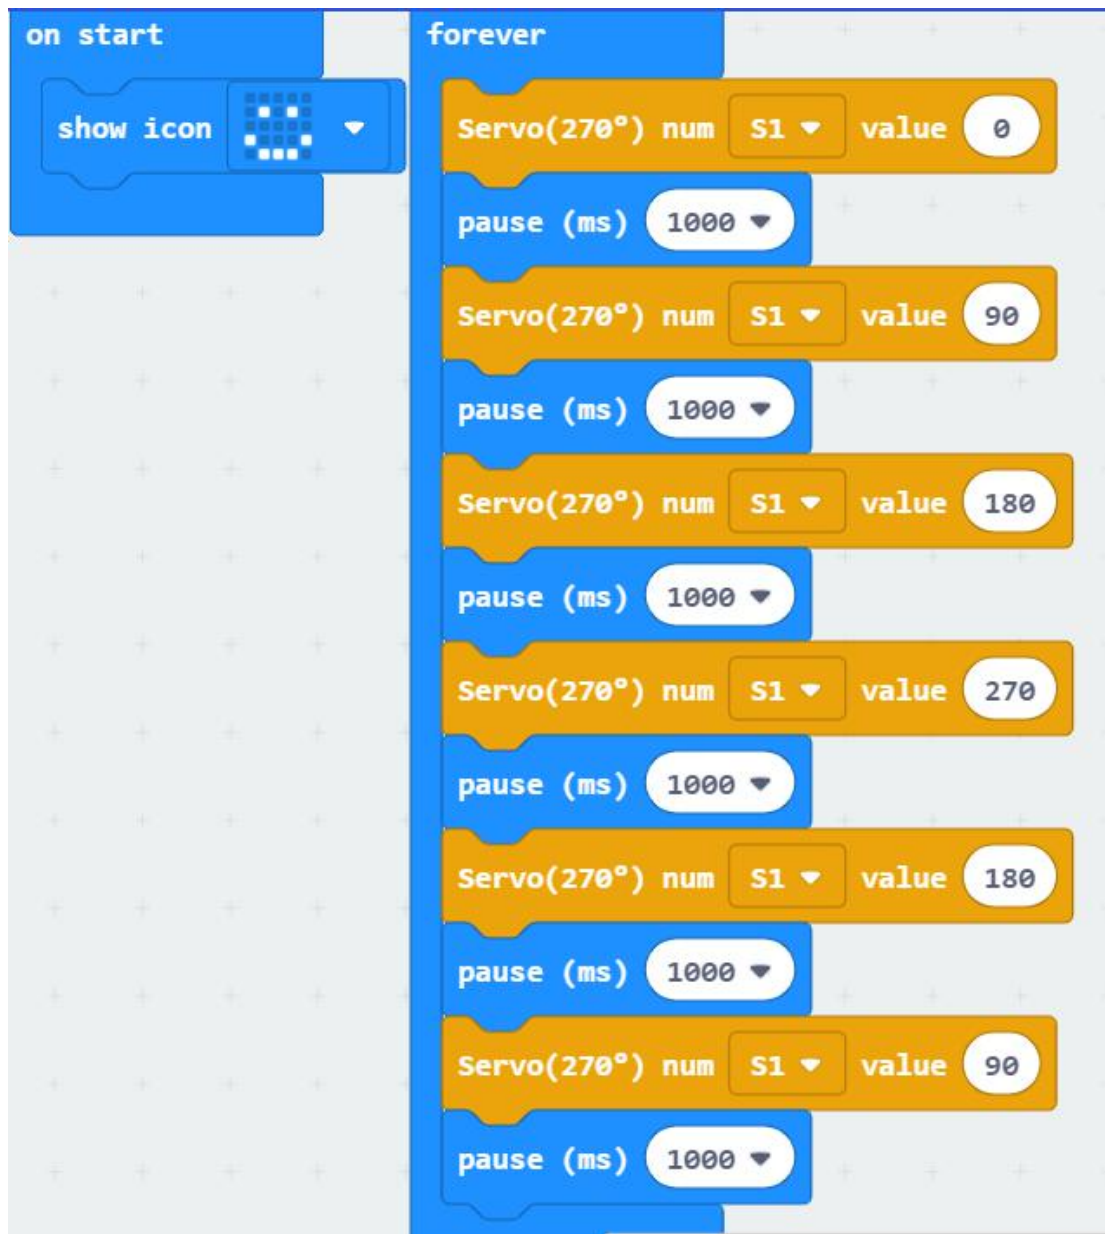 on start
show icon
forever
Servo(270°) num S1 value 0
pause (ms) 1000
Servo(270°) num S1 value 90
pause (ms) 1000
Servo(270°) num S1 value 180
pause (ms) 1000
Servo(270°) num S1 value 270
pause (ms) 1000
Servo(270°) num S1 value 180
pause (ms) 1000
Servo(270°) num S1 value 90
pause (ms) 1000